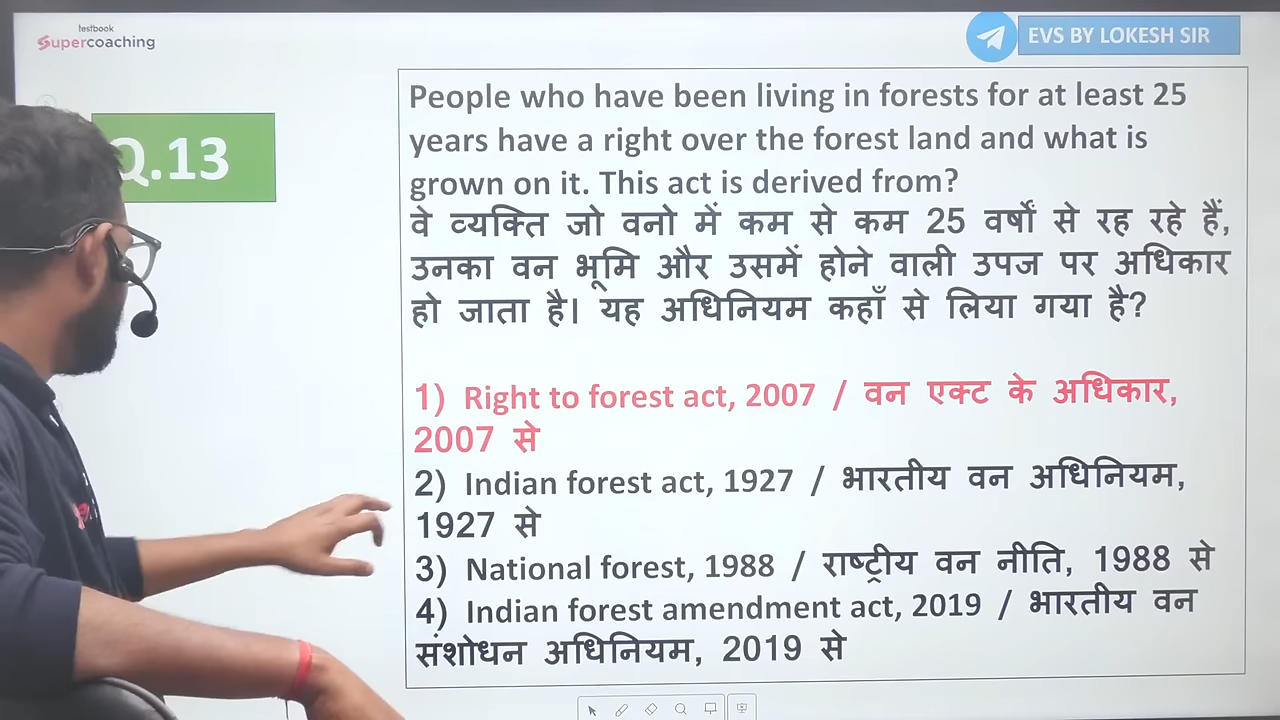 testbook
Supercoaching
EVS BY LOKESH SIR
Q.13
People who have been living in forests for at least 25
years have a right over the forest land and what is
grown on it. This act is derived from?
वे व्यक्ति जो वनो में कम से कम 25 वर्षों से रह रहे हैं,
उनका वन भूमि और उसमें होने वाली उपज पर अधिकार
हो जाता है। यह अधिनियम कहाँ से लिया गया है?
1) Right to forest act, 2007 / वन एक्ट के अधिकार,
2007 से
2) Indian forest act, 1927 / भारतीय वन अधिनियम,
1927 से
3) National forest, 1988 / राष्ट्रीय वन नीति, 1988 से
4) Indian forest amendment act, 2019 / भारतीय वन
संशोधन अधिनियम, 2019 से